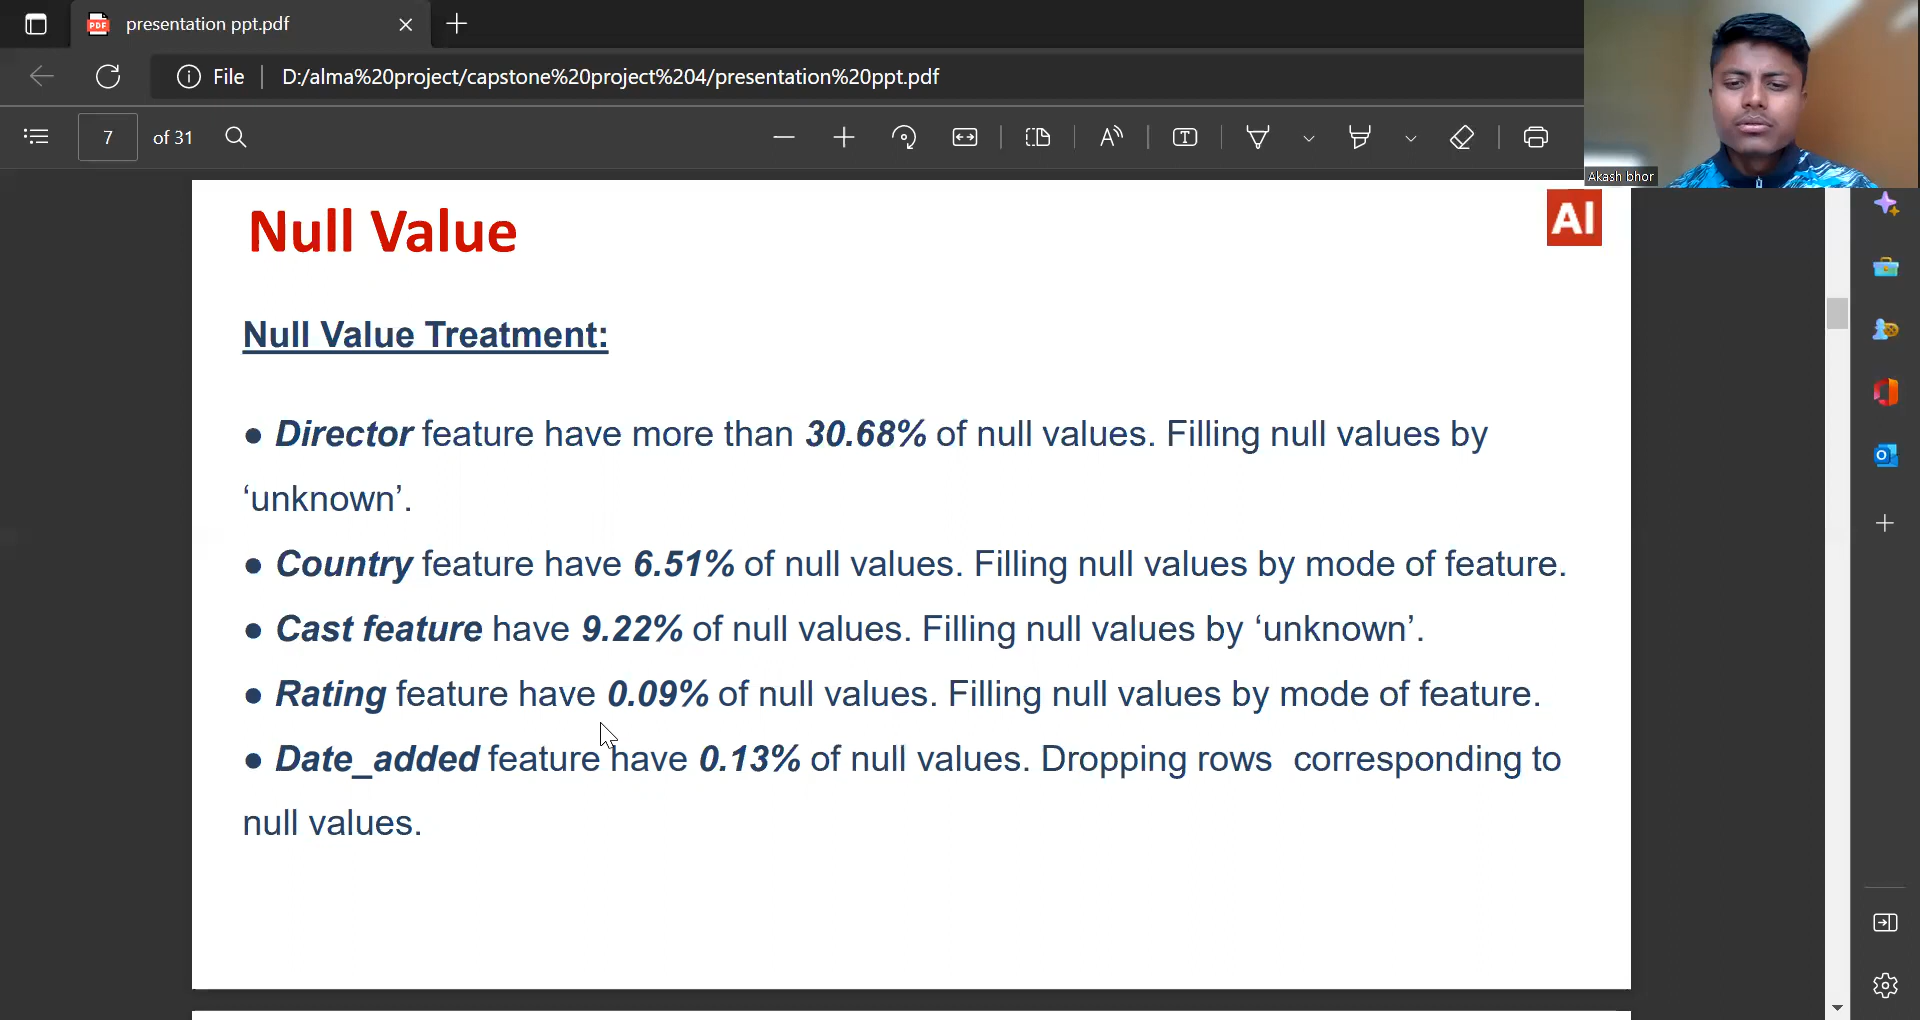 presentation ppt.pdf
File
D:/alma%20project/capstone%20project%204/presentation%20ppt.pdf
7 of 31
Akash bhor
Null Value
AI
Null Value Treatment:
● Director feature have more than 30.68% of null values. Filling null values by
‘unknown’.
● Country feature have 6.51% of null values. Filling null values by mode of feature.
● Cast feature have 9.22% of null values. Filling null values by ‘unknown’.
● Rating feature have 0.09% of null values. Filling null values by mode of feature.
● Date_added feature have 0.13% of null values. Dropping rows  corresponding to
null values.